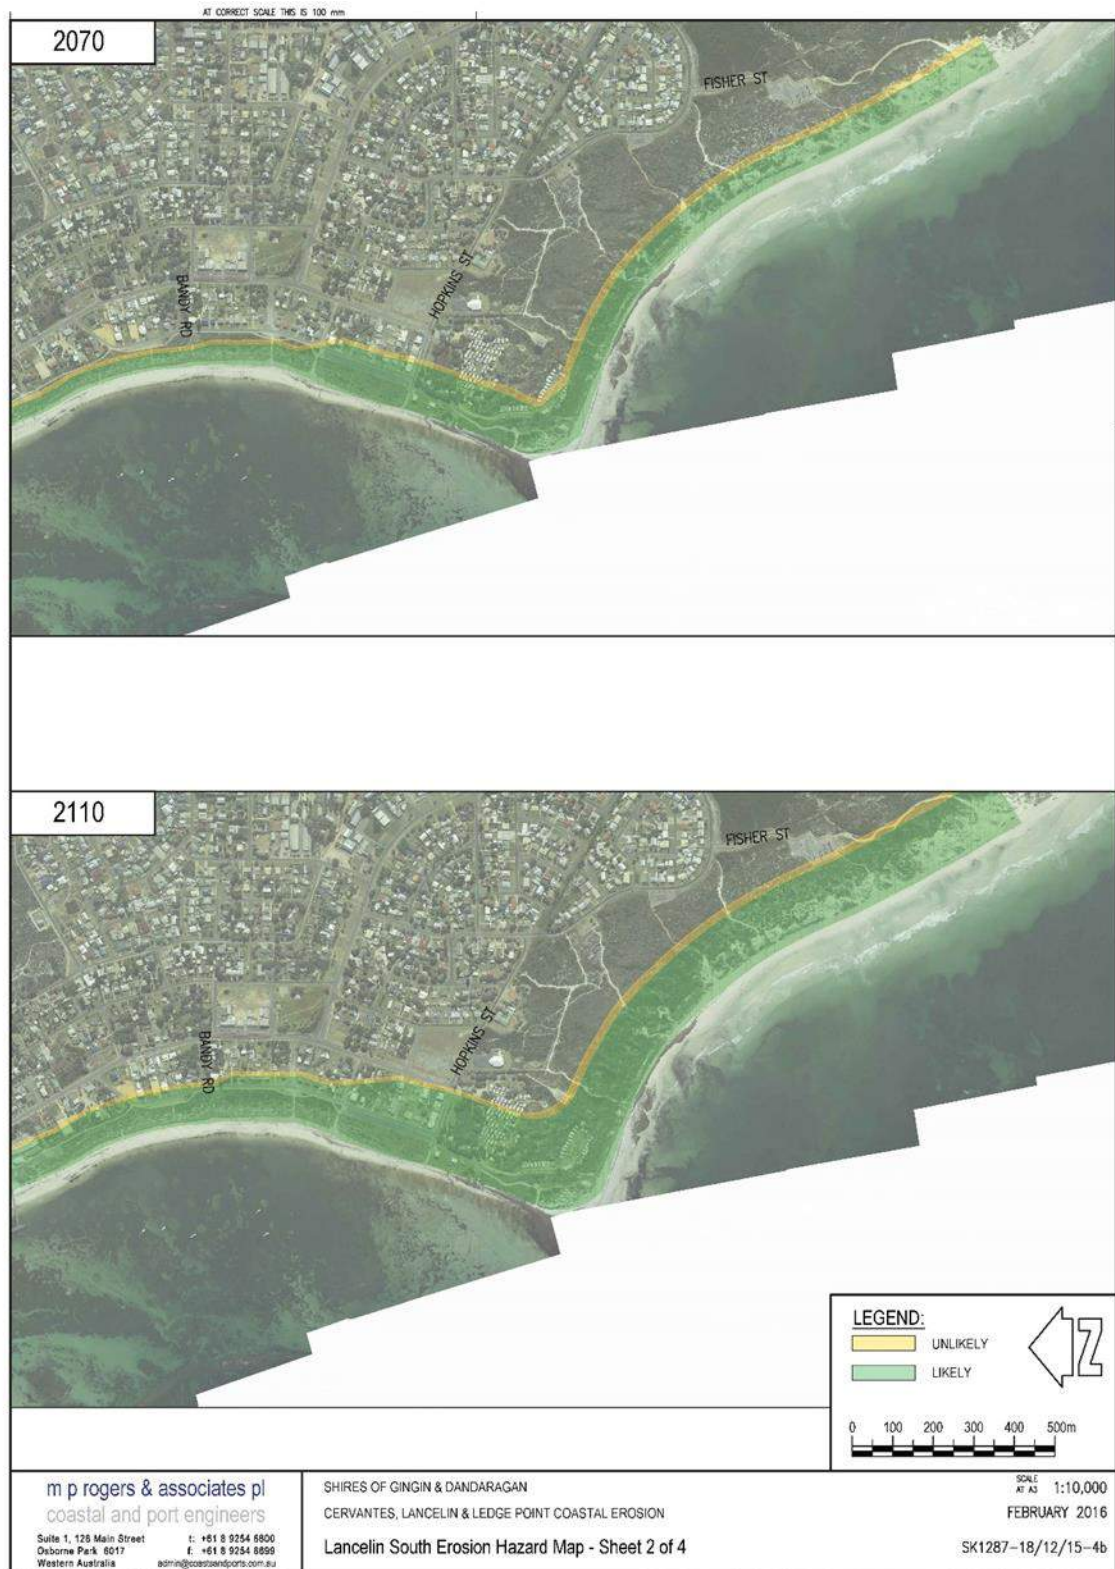 AT CORRECT SCALE THIS IS 100 mm
2070
FISHER ST
BANDY RD
HOPKINS ST
2110
FISHER ST
BANDY RD
HOPKINS ST
LEGEND:
UNLIKELY
LIKELY
Z
0 100 200 300 400 500m
m p rogers & associates pl
coastal and port engineers
Suite 1, 128 Main Street t: +61 8 9254 6600
Osborne Park 6017 f: +61 8 9254 6699
Western Australia admin@coastsandports.com.au
SHIRES OF GINGIN & DANDARAGAN
CERVANTES, LANCELIN & LEDGE POINT COASTAL EROSION
Lancelin South Erosion Hazard Map - Sheet 2 of 4
SCALE AT A3 1:10,000
FEBRUARY 2016
SK1287-18/12/15-4b